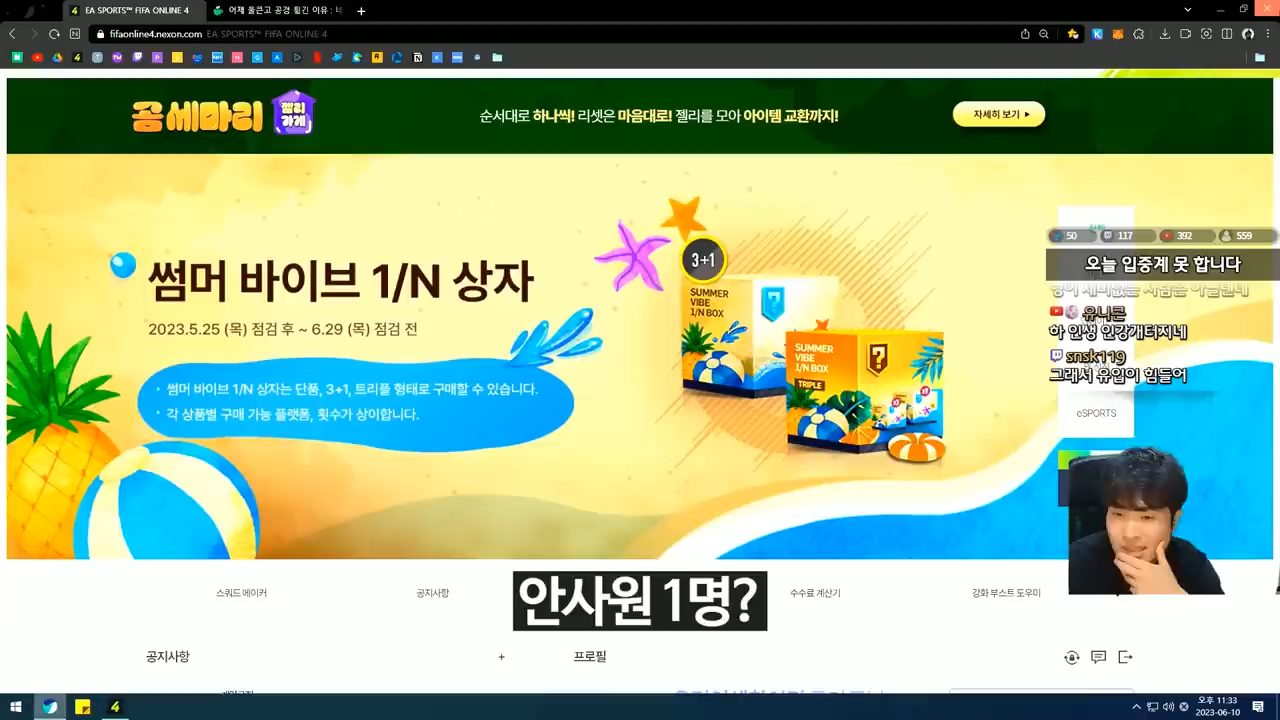 EA SPORTS™ FIFA ONLINE 4
어제 올콘고 공경 털긴 이유 : 네
fifaonline4.nexon.com EA SPORTS™ FIFA ONLINE 4
곰 세마리 젤리 가게
순서대로 하나씩! 리셋은 마음대로! 젤리를 모아 아이템 교환까지!
자세히 보기 ▶
썸머 바이브 1/N 상자
2023.5.25 (목) 점검 후 ~ 6.29 (목) 점검 전
· 썸머 바이브 1/N 상자는 단품, 3+1, 트리플 형태로 구매할 수 있습니다.
· 각 상품별 구매 가능 플랫폼, 횟수가 상이합니다.
3+1
SUMMER
VIBE
1/N BOX
SUMMER
VIBE
1/N BOX
TRIPLE
50 117 392 559
오늘 입중계 못 합니다
유니콘
하 인생 인강개터지네
snsk119
그래서 유입이 힘들어
eSPORTS
스쿼드 메이커
공지사항
안사원 1명?
수수료 계산기
강화 부스트 도우미
공지사항 +
프로필
오후 11:33
2023-06-10